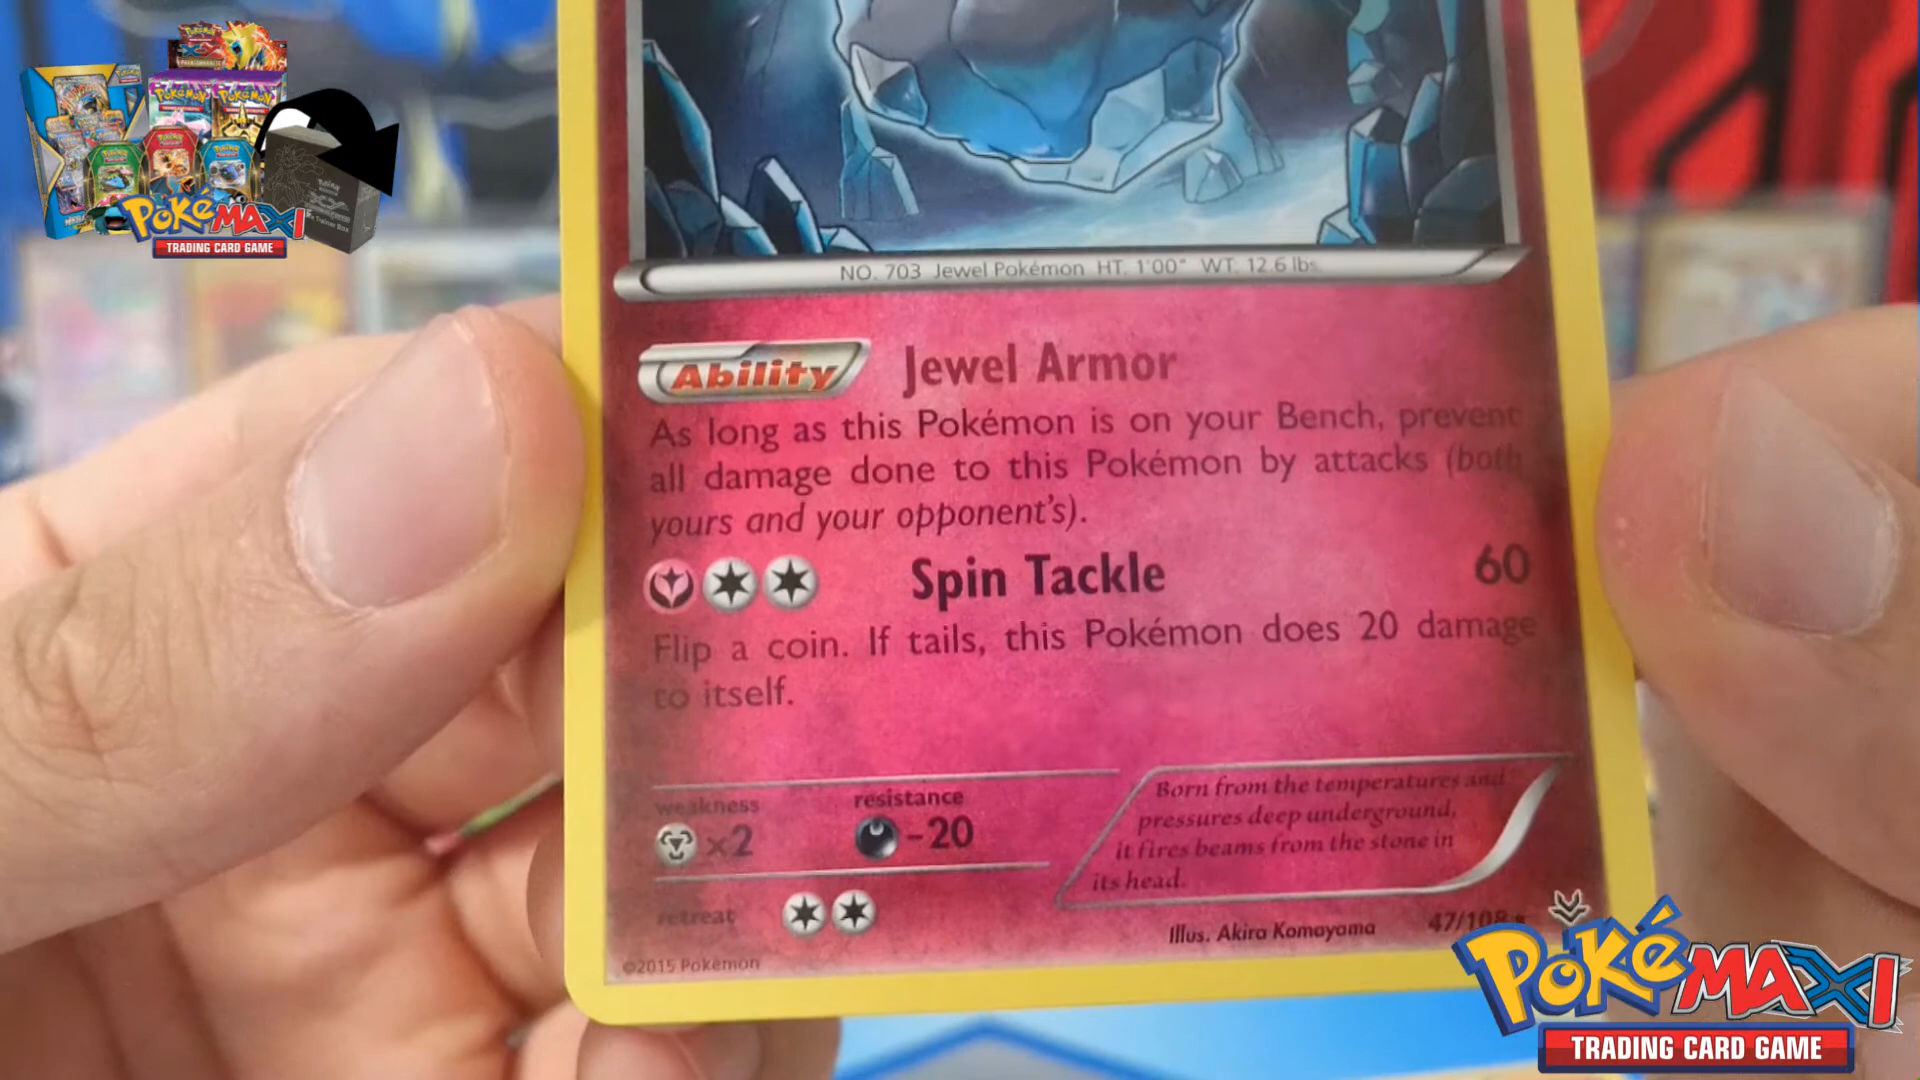 NO. 703 Jewel Pokémon HT. 1'00" WT. 12.6 lbs.
Ability Jewel Armor
As long as this Pokémon is on your Bench, prevent
all damage done to this Pokémon by attacks (both
yours and your opponent's).
Spin Tackle 60
Flip a coin. If tails, this Pokémon does 20 damage
to itself.
weakness resistance
×2 -20
Born from the temperatures and
pressures deep underground,
it fires beams from the stone in
its head.
retreat
Illus. Akira Komayama 47/108
©2015 Pokémon
POKéMAXI
TRADING CARD GAME
POKéMAXI
TRADING CARD GAME